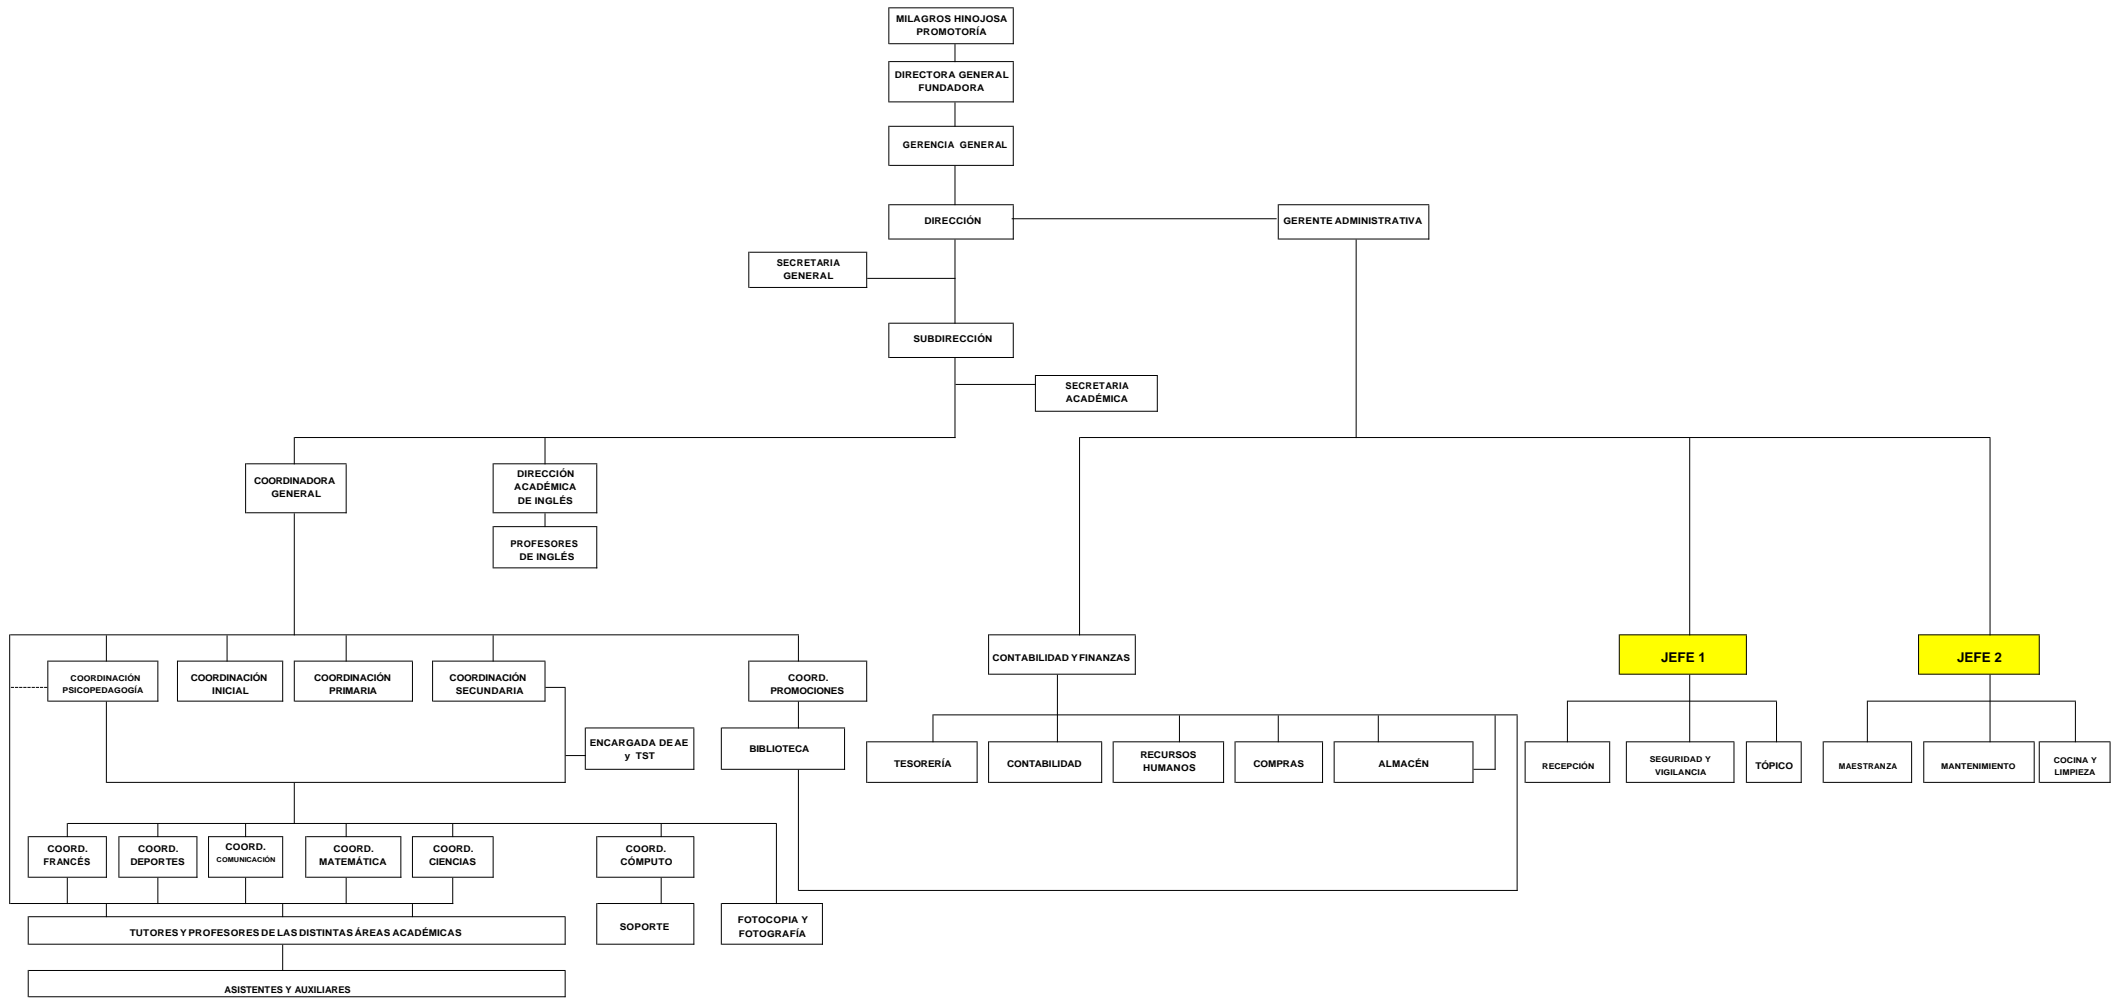 MILAGROS HINOJOSA
PROMOTORÍA
DIRECTORA GENERAL
FUNDADORA
GERENCIA GENERAL
DIRECCIÓN
GERENTE ADMINISTRATIVA
SECRETARIA
GENERAL
SUBDIRECCIÓN
SECRETARIA
ACADÉMICA
COORDINADORA
GENERAL
DIRECCIÓN
ACADÉMICA
DE INGLÉS
PROFESORES
DE INGLÉS
CONTABILIDAD Y FINANZAS
JEFE 1
JEFE 2
COORDINACIÓN
PSICOPEDAGOGÍA
COORDINACIÓN
INICIAL
COORDINACIÓN
PRIMARIA
COORDINACIÓN
SECUNDARIA
COORD.
PROMOCIONES
ENCARGADA DE AE
y TST
BIBLIOTECA
TESORERÍA
CONTABILIDAD
RECURSOS
HUMANOS
COMPRAS
ALMACÉN
RECEPCIÓN
SEGURIDAD Y
VIGILANCIA
TÓPICO
MAESTRANZA
MANTENIMIENTO
COCINA Y
LIMPIEZA
COORD.
FRANCÉS
COORD.
DEPORTES
COORD.
COMUNICACIÓN
COORD.
MATEMÁTICA
COORD.
CIENCIAS
COORD.
CÓMPUTO
SOPORTE
FOTOCOPIA Y
FOTOGRAFÍA
TUTORES Y PROFESORES DE LAS DISTINTAS ÁREAS ACADÉMICAS
ASISTENTES Y AUXILIARES